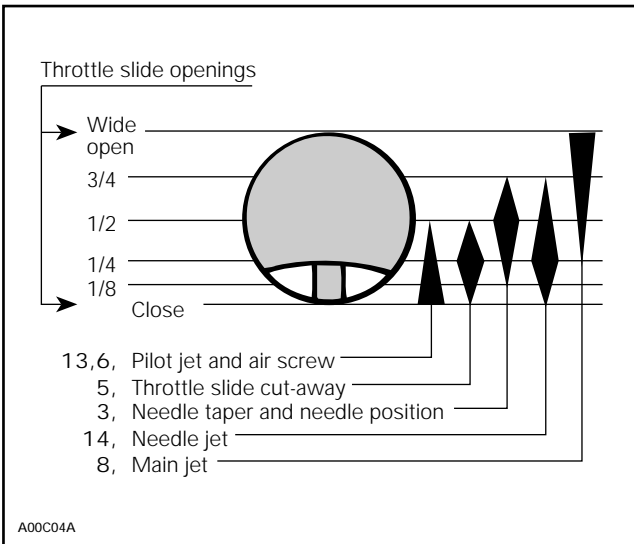 Throttle slide openings
Wide
open
3/4
1/2
1/4
1/8
Close
13,6, Pilot jet and air screw
5, Throttle slide cut-away
3, Needle taper and needle position
14, Needle jet
8, Main jet
A00C04A